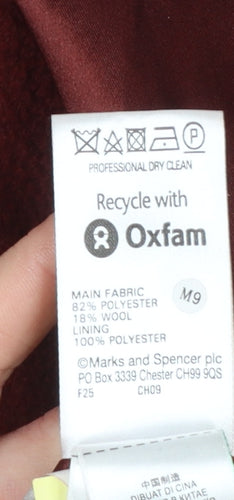 P
PROFESSIONAL DRY CLEAN
Recycle with
Oxfam
MAIN FABRIC
82% POLYESTER
18% WOOL
LINING
100% POLYESTER
M9
©Marks and Spencer plc
PO Box 3339 Chester CH99 9QS
F25 CH09
中国制造
DIBUAT DI CINA